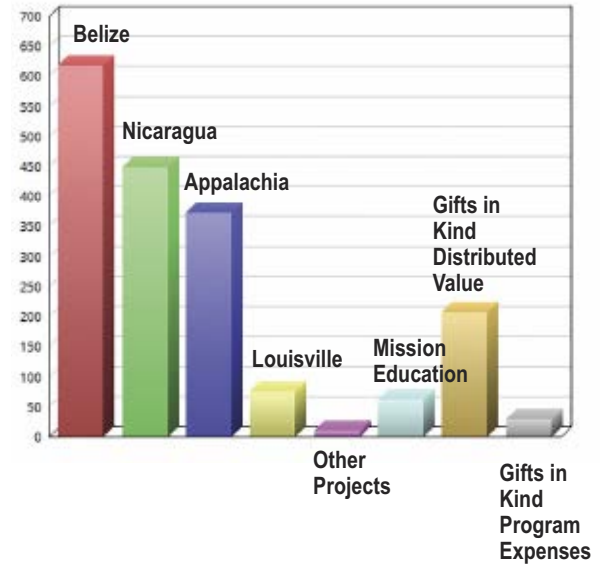 700
650
600
550
500
450
400
350
300
250
200
150
100
50
0
Belize
Nicaragua
Appalachia
Louisville
Other
Projects
Mission
Education
Gifts in
Kind
Distributed
Value
Gifts in
Kind
Program
Expenses